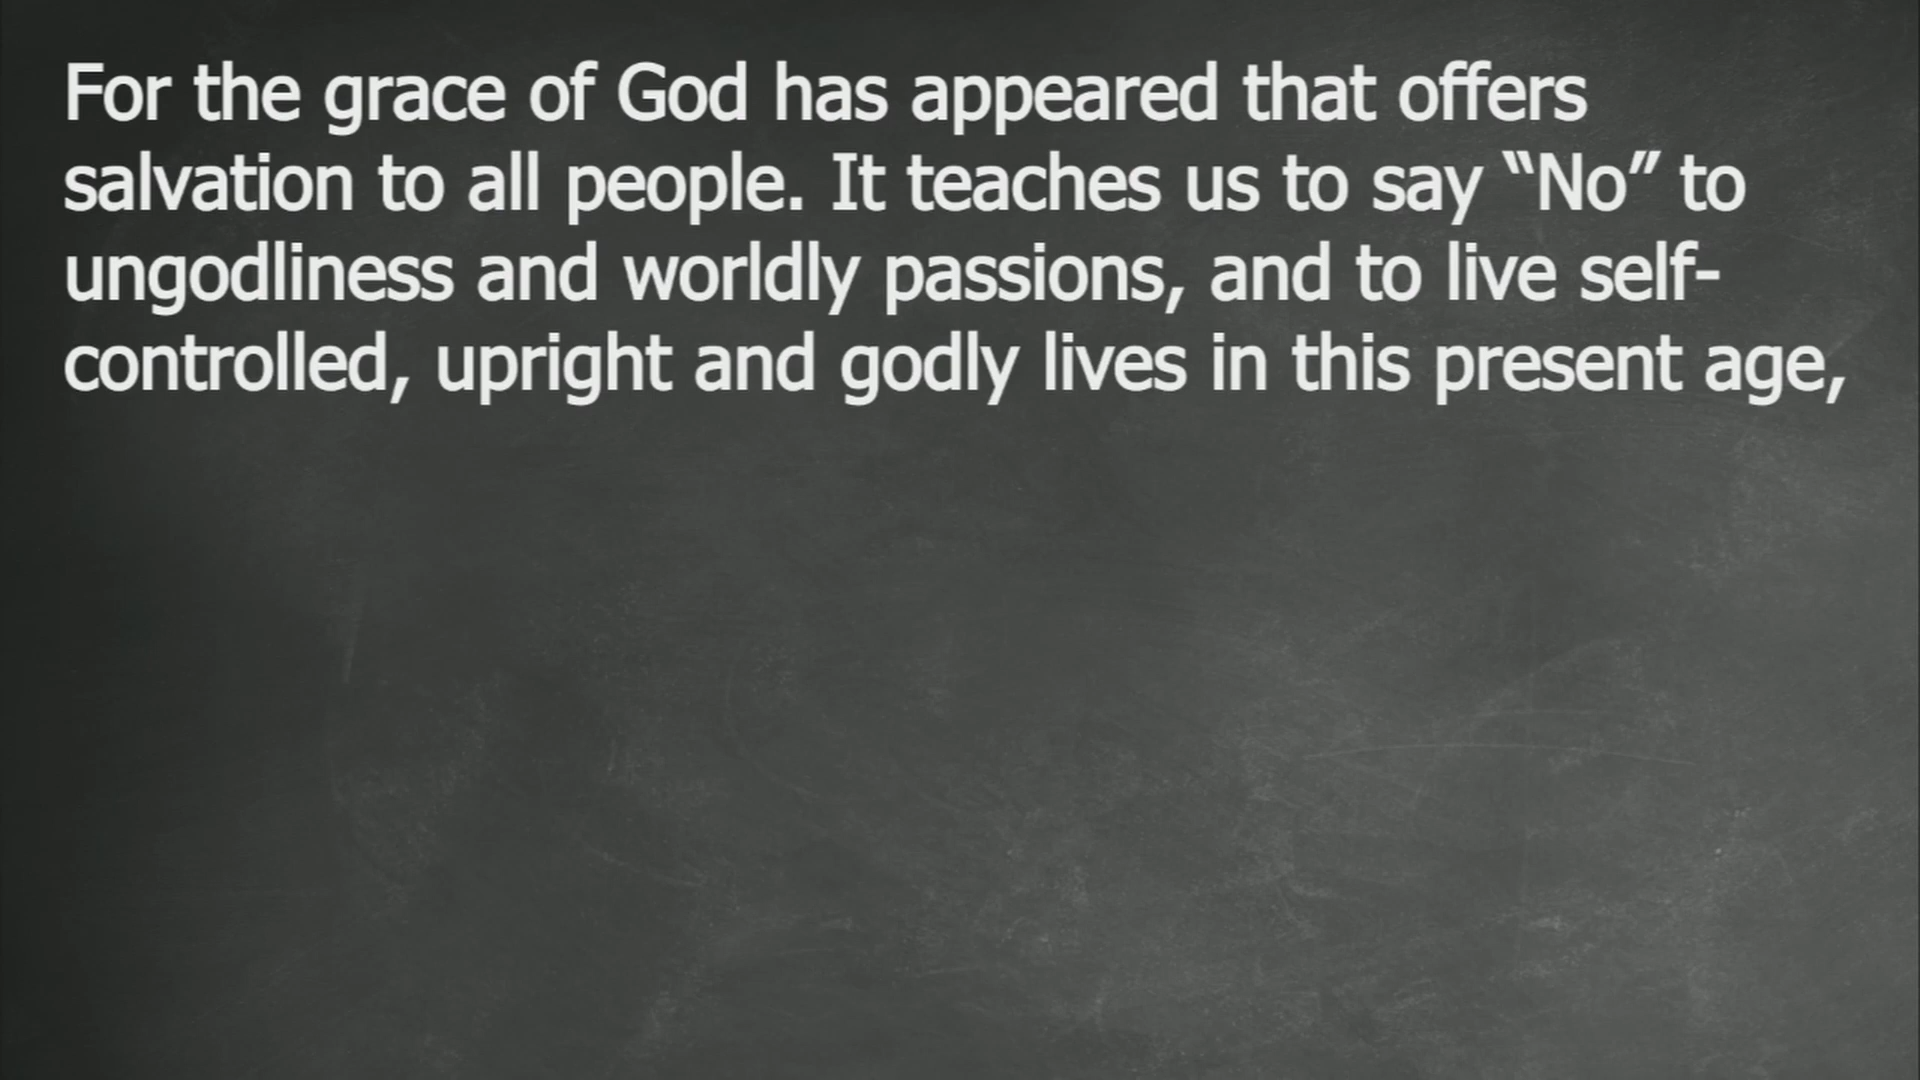 For the grace of God has appeared that offers
salvation to all people. It teaches us to say “No” to
ungodliness and worldly passions, and to live self-
controlled, upright and godly lives in this present age,